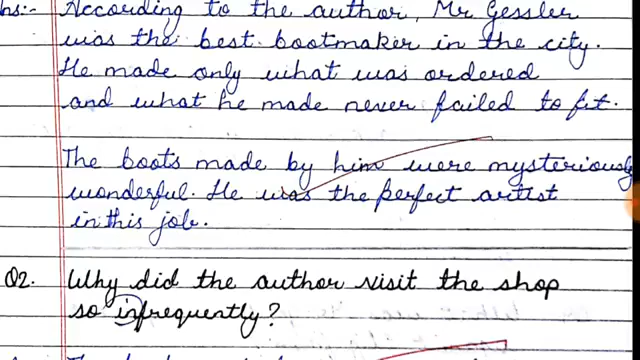 ns:- According to the author, Mr Gessler
was the best bootmaker in the city.
He made only what was ordered
and what he made never failed to fit.
The boots made by him were mysteriously
wonderful. He was the perfect artist
in this job.
Q2. Why did the author visit the shop
so infrequently?